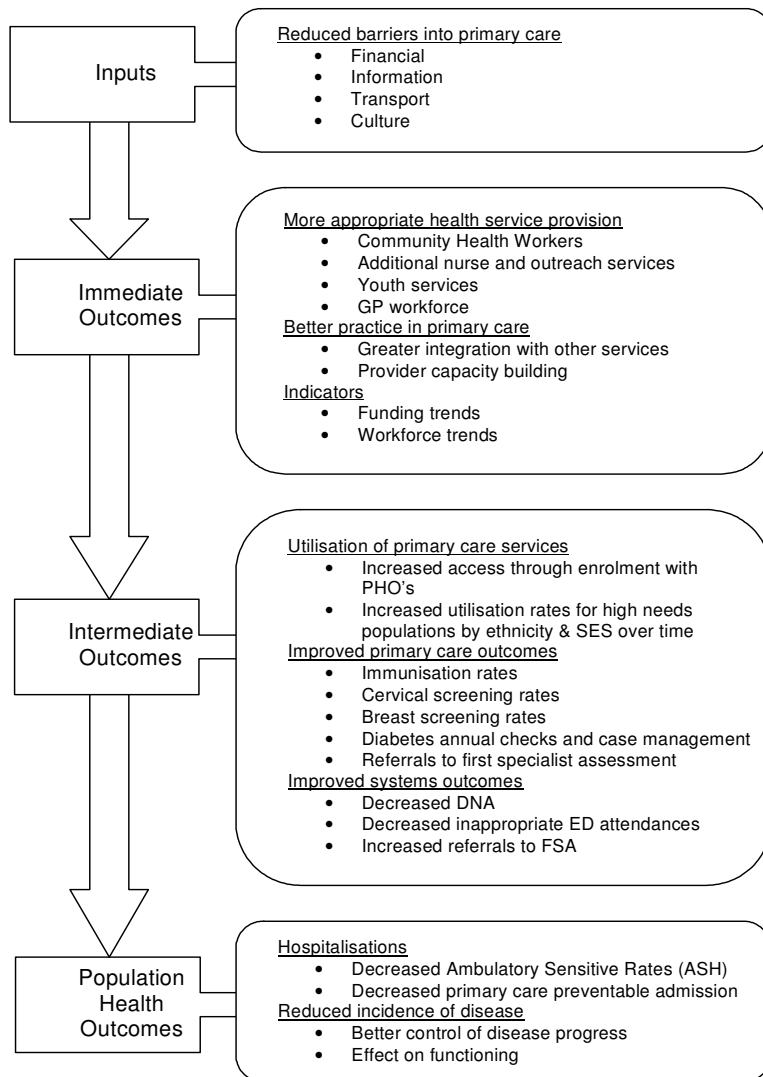 Inputs
Reduced barriers into primary care
• Financial
• Information
• Transport
• Culture
Immediate
Outcomes
More appropriate health service provision
• Community Health Workers
• Additional nurse and outreach services
• Youth services
• GP workforce
Better practice in primary care
• Greater integration with other services
• Provider capacity building
Indicators
• Funding trends
• Workforce trends
Intermediate
Outcomes
Utilisation of primary care services
• Increased access through enrolment with
PHO's
• Increased utilisation rates for high needs
populations by ethnicity & SES over time
Improved primary care outcomes
• Immunisation rates
• Cervical screening rates
• Breast screening rates
• Diabetes annual checks and case management
• Referrals to first specialist assessment
Improved systems outcomes
• Decreased DNA
• Decreased inappropriate ED attendances
• Increased referrals to FSA
Population
Health
Outcomes
Hospitalisations
• Decreased Ambulatory Sensitive Rates (ASH)
• Decreased primary care preventable admission
Reduced incidence of disease
• Better control of disease progress
• Effect on functioning